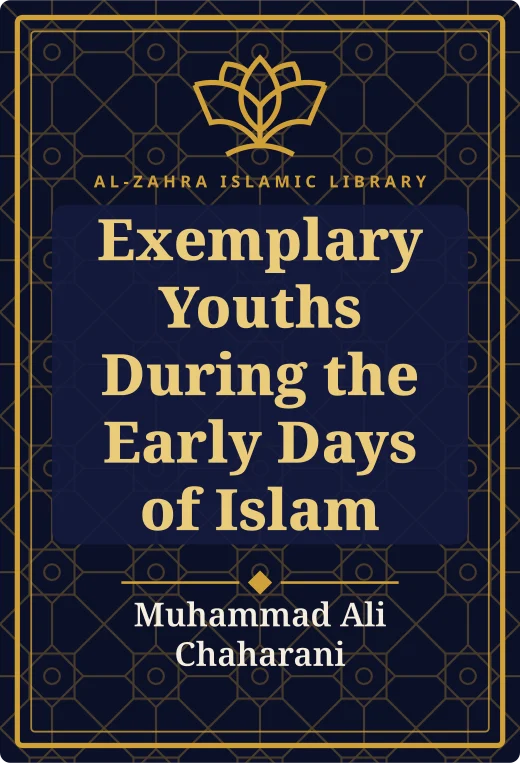 AL-ZAHRA ISLAMIC LIBRARY
Exemplary
Youths
During the
Early Days
of Islam
Muhammad Ali
Chaharani